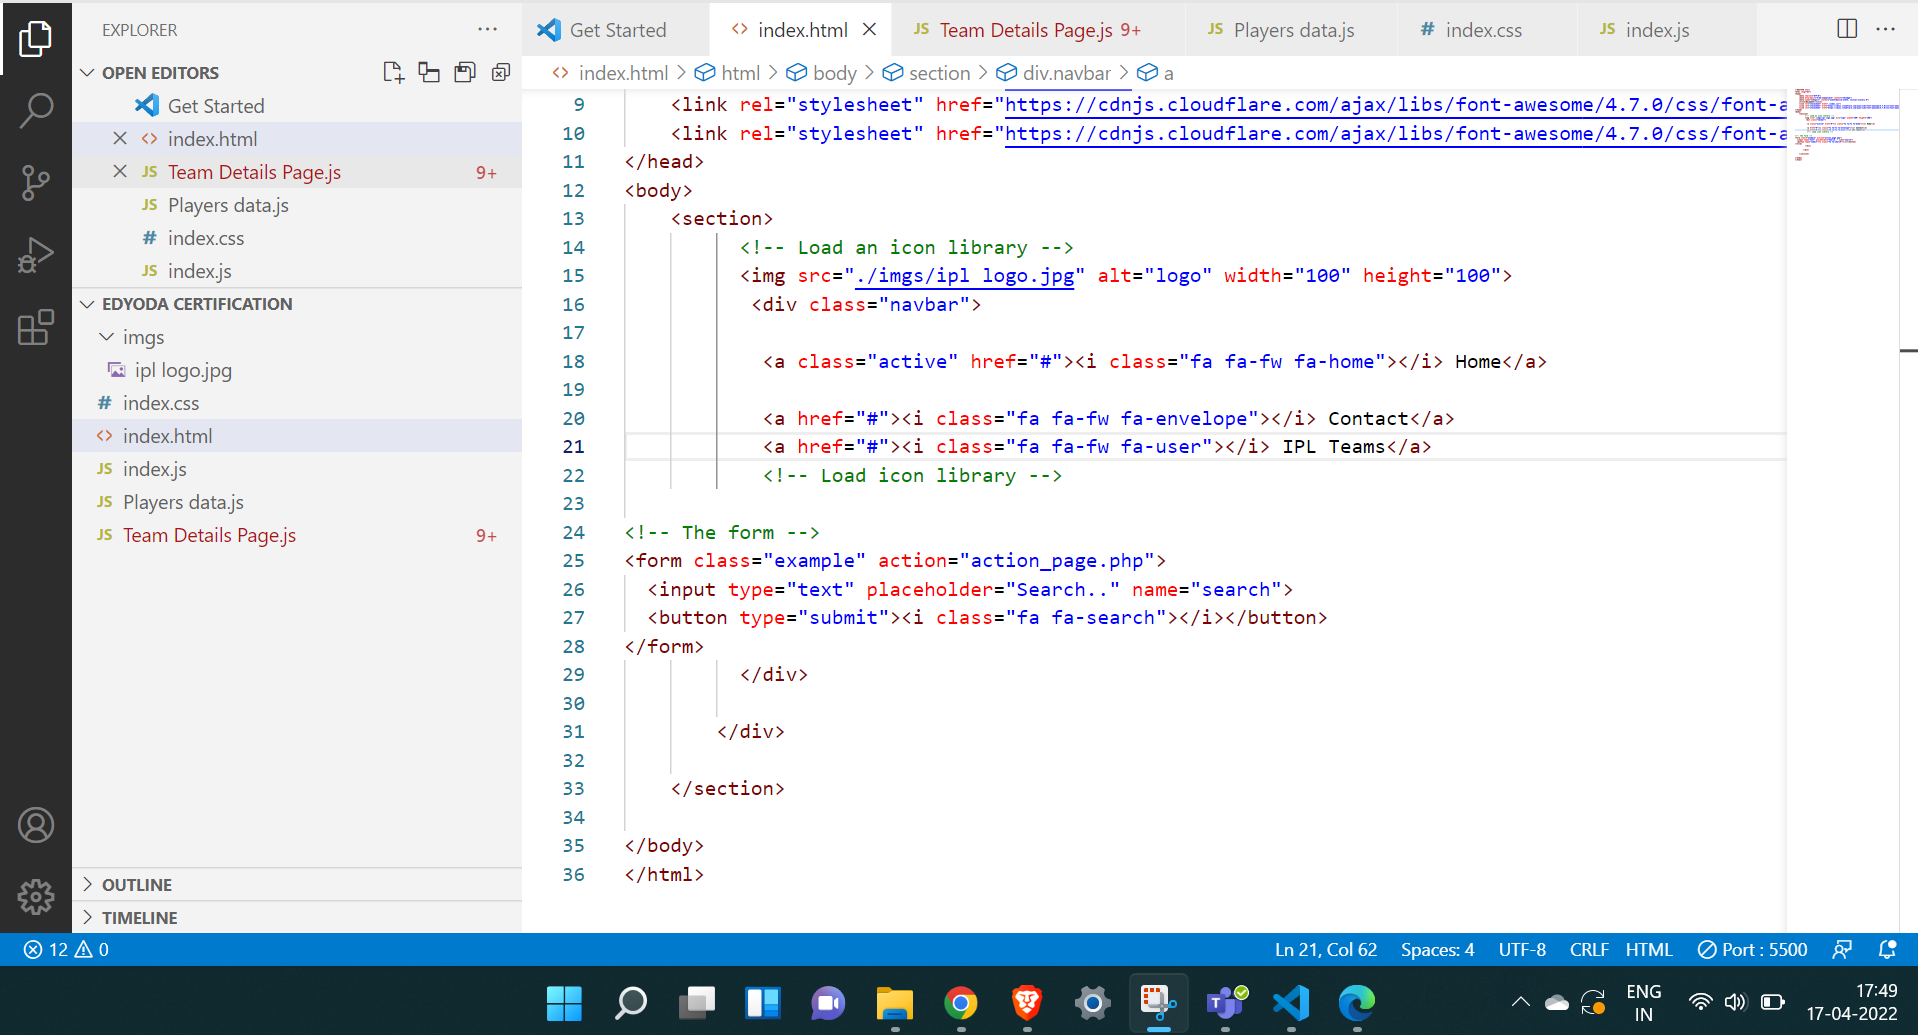 EXPLORER
OPEN EDITORS
Get Started
index.html
JS Team Details Page.js 9+
JS Players data.js
# index.css
JS index.js
EDYODA CERTIFICATION
imgs
ipl logo.jpg
# index.css
index.html
JS index.js
JS Players data.js
JS Team Details Page.js 9+
OUTLINE
TIMELINE
Get Started
index.html
JS Team Details Page.js 9+
JS Players data.js
# index.css
JS index.js
index.html > html > body > section > div.navbar > a
9 <link rel="stylesheet" href="https://cdnjs.cloudflare.com/ajax/libs/font-awesome/4.7.0/css/font-a
10 <link rel="stylesheet" href="https://cdnjs.cloudflare.com/ajax/libs/font-awesome/4.7.0/css/font-a
11 </head>
12 <body>
13 <section>
14 <!-- Load an icon library -->
15 <img src="./imgs/ipl logo.jpg" alt="logo" width="100" height="100">
16 <div class="navbar">
17
18 <a class="active" href="#"><i class="fa fa-fw fa-home"></i> Home</a>
19
20 <a href="#"><i class="fa fa-fw fa-envelope"></i> Contact</a>
21 <a href="#"><i class="fa fa-fw fa-user"></i> IPL Teams</a>
22 <!-- Load icon library -->
23
24 <!-- The form -->
25 <form class="example" action="action_page.php">
26 <input type="text" placeholder="Search.." name="search">
27 <button type="submit"><i class="fa fa-search"></i></button>
28 </form>
29 </div>
30
31 </div>
32
33 </section>
34
35 </body>
36 </html>
12 0
Ln 21, Col 62 Spaces: 4 UTF-8 CRLF HTML Port : 5500
ENG
IN
17:49
17-04-2022